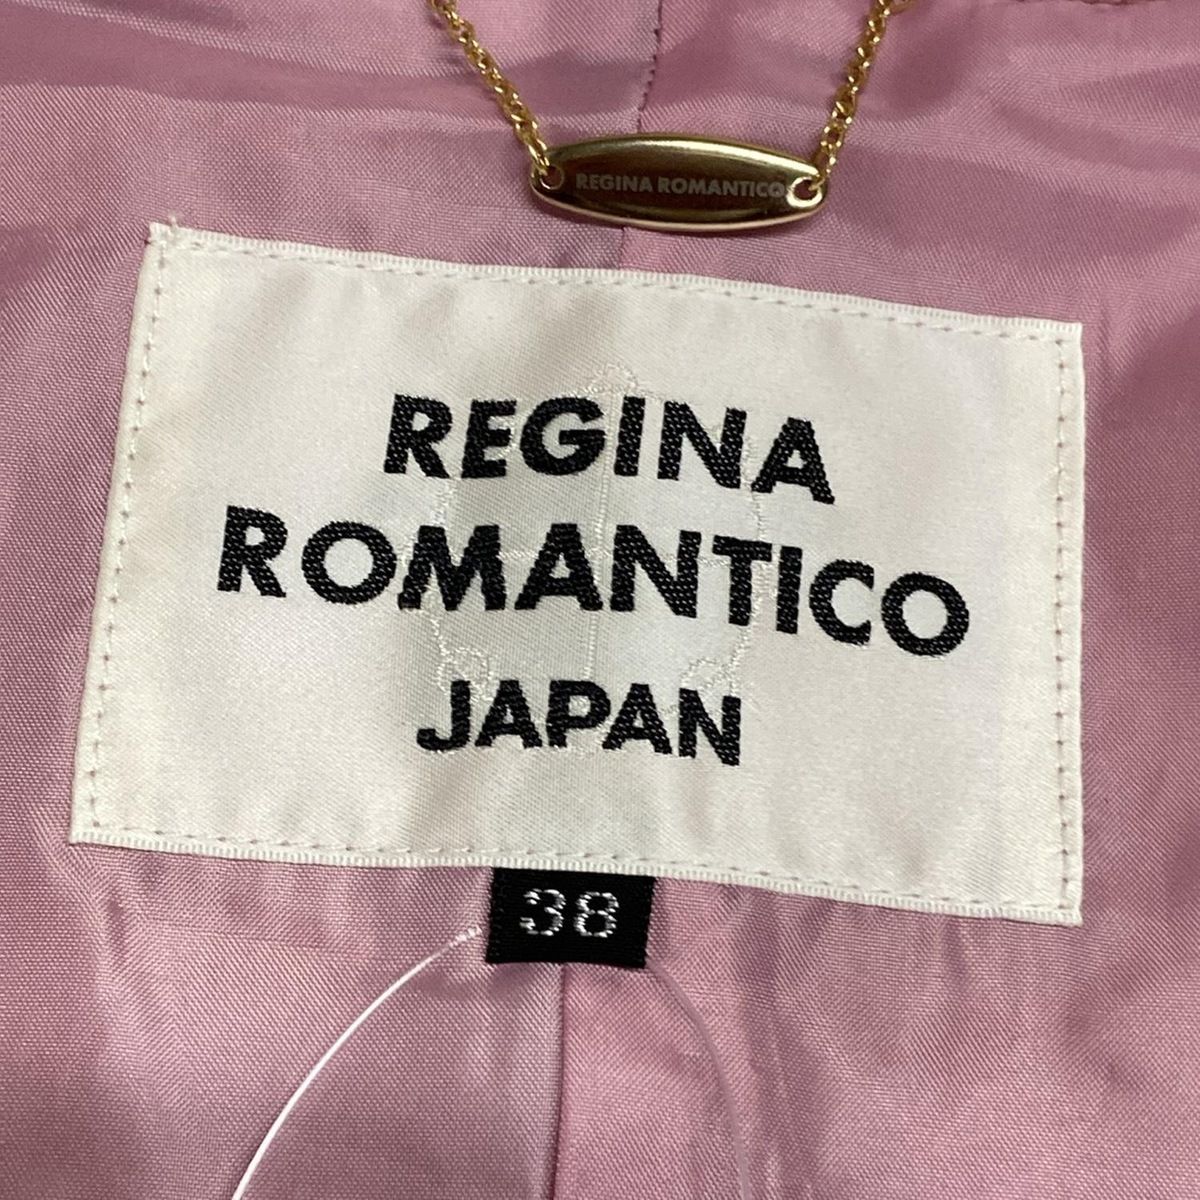 REGINA ROMANTICO
REGINA
ROMANTICO
JAPAN
38